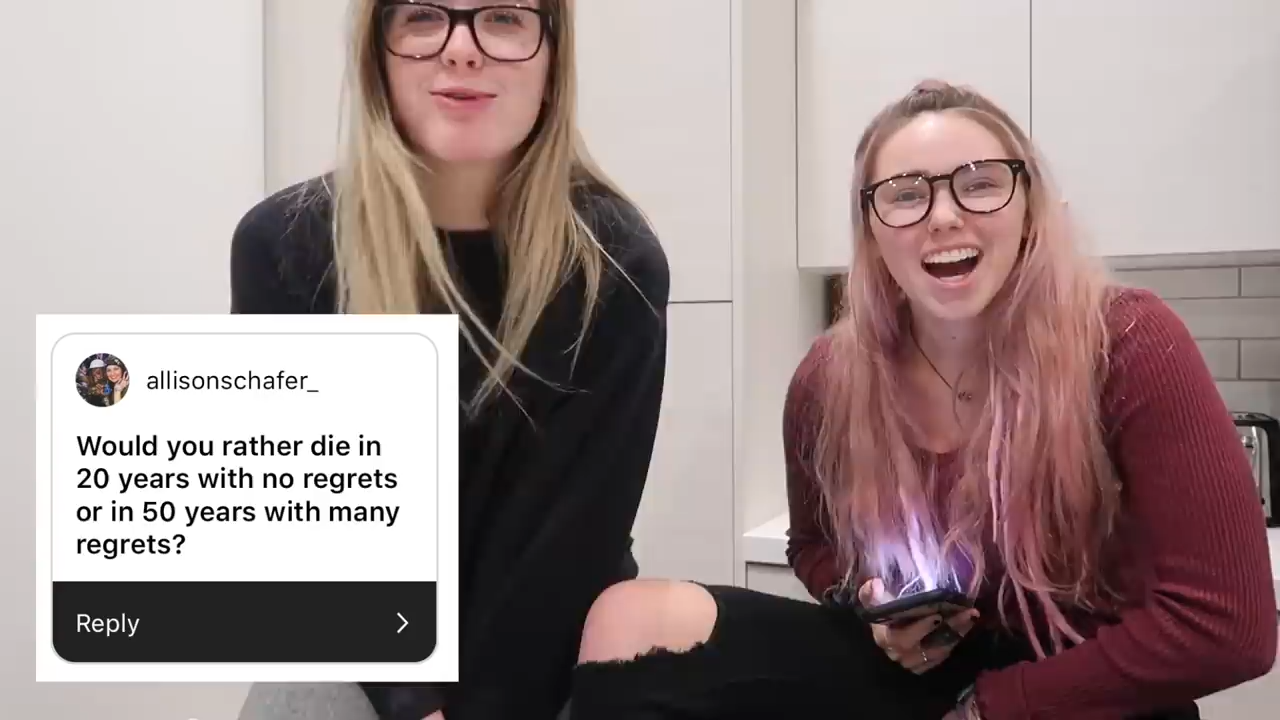 allisonschafer_
Would you rather die in
20 years with no regrets
or in 50 years with many
regrets?
Reply